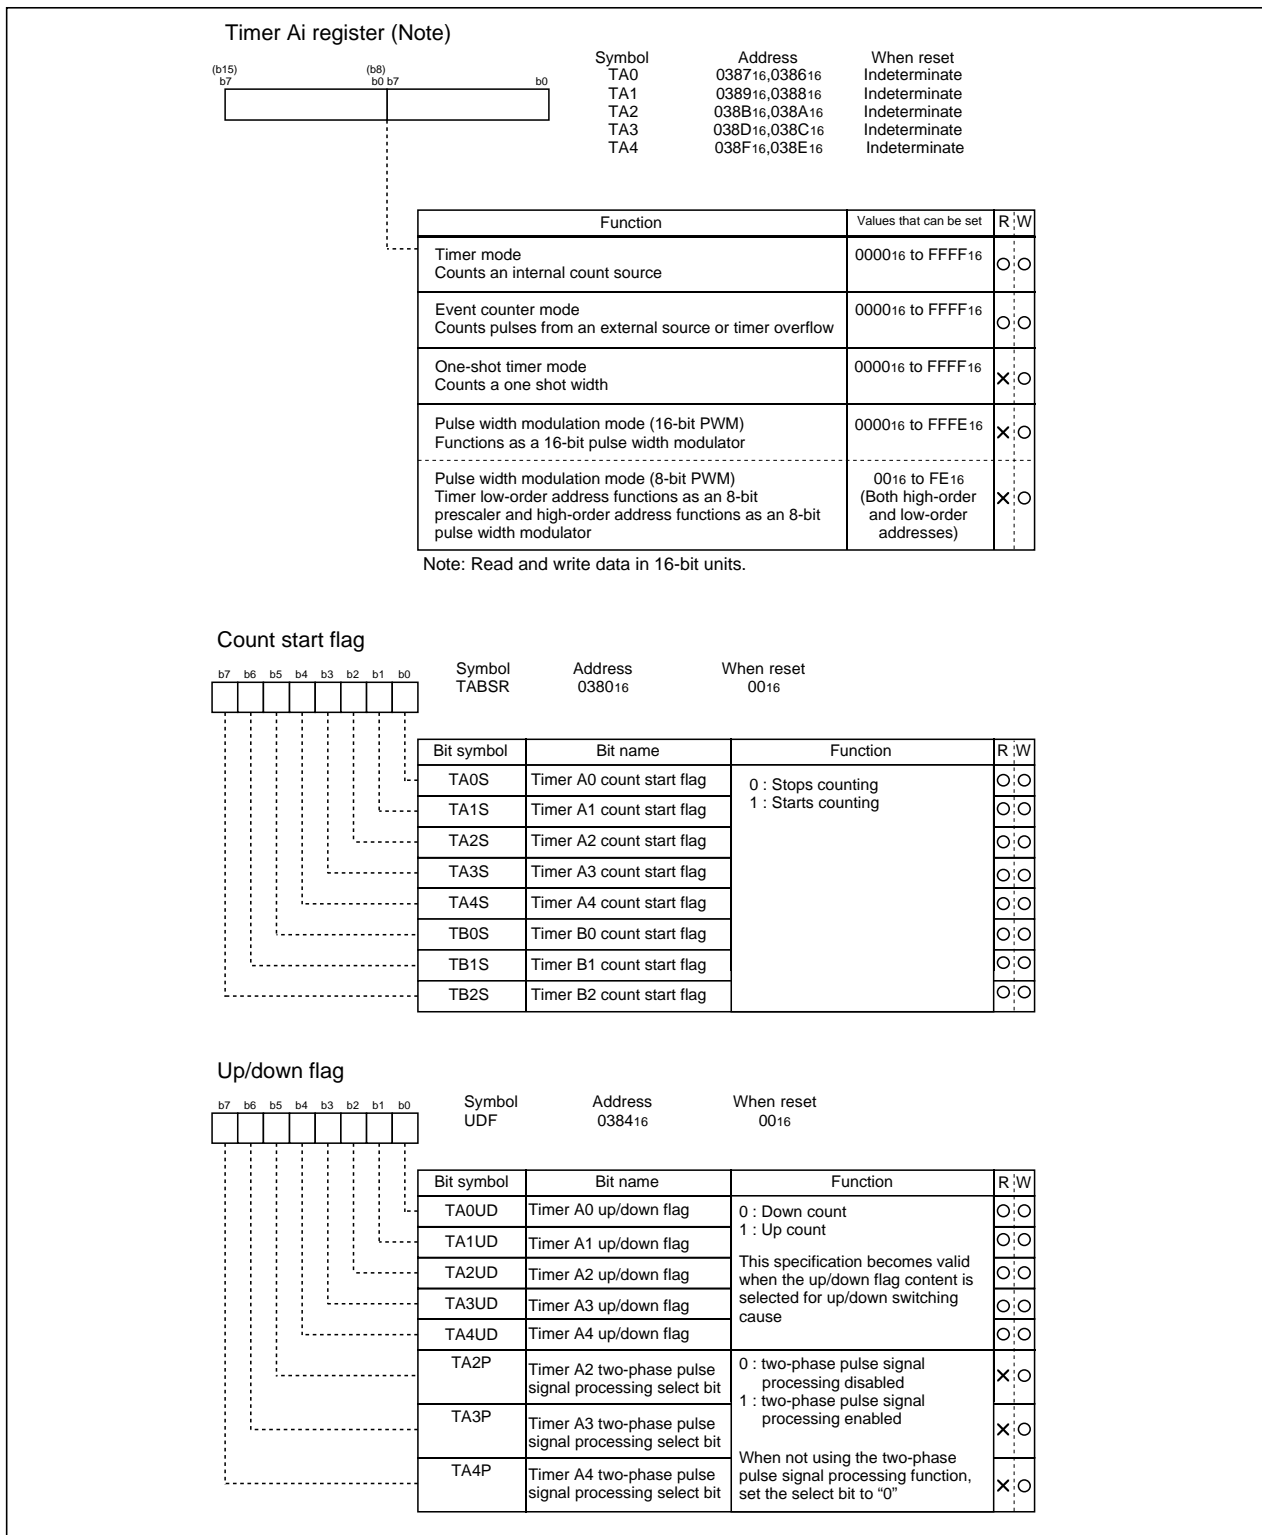 Timer Ai register (Note)
Symbol Address When reset
(b15) (b8)
b7 b0 b7 b0
TA0 038716,038616 Indeterminate
TA1 038916,038816 Indeterminate
TA2 038B16,038A16 Indeterminate
TA3 038D16,038C16 Indeterminate
TA4 038F16,038E16 Indeterminate
Function Values that can be set R W
Timer mode 000016 to FFFF16
Counts an internal count source
Event counter mode 000016 to FFFF16
Counts pulses from an external source or timer overflow
One-shot timer mode 000016 to FFFF16
Counts a one shot width
Pulse width modulation mode (16-bit PWM) 000016 to FFFE16
Functions as a 16-bit pulse width modulator
Pulse width modulation mode (8-bit PWM) 0016 to FE16
Timer low-order address functions as an 8-bit (Both high-order
prescaler and high-order address functions as an 8-bit and low-order
pulse width modulator addresses)
Note: Read and write data in 16-bit units.
Count start flag
b7 b6 b5 b4 b3 b2 b1 b0
Symbol Address When reset
TABSR 038016 0016
Bit symbol Bit name Function R W
TA0S Timer A0 count start flag 0 : Stops counting
TA1S Timer A1 count start flag 1 : Starts counting
TA2S Timer A2 count start flag
TA3S Timer A3 count start flag
TA4S Timer A4 count start flag
TB0S Timer B0 count start flag
TB1S Timer B1 count start flag
TB2S Timer B2 count start flag
Up/down flag
b7 b6 b5 b4 b3 b2 b1 b0
Symbol Address When reset
UDF 038416 0016
Bit symbol Bit name Function R W
TA0UD Timer A0 up/down flag 0 : Down count
1 : Up count
TA1UD Timer A1 up/down flag
This specification becomes valid
TA2UD Timer A2 up/down flag when the up/down flag content is
selected for up/down switching
TA3UD Timer A3 up/down flag cause
TA4UD Timer A4 up/down flag
TA2P Timer A2 two-phase pulse 0 : two-phase pulse signal
signal processing select bit processing disabled
1 : two-phase pulse signal
TA3P Timer A3 two-phase pulse processing enabled
signal processing select bit
When not using the two-phase
TA4P Timer A4 two-phase pulse pulse signal processing function,
signal processing select bit set the select bit to “0”